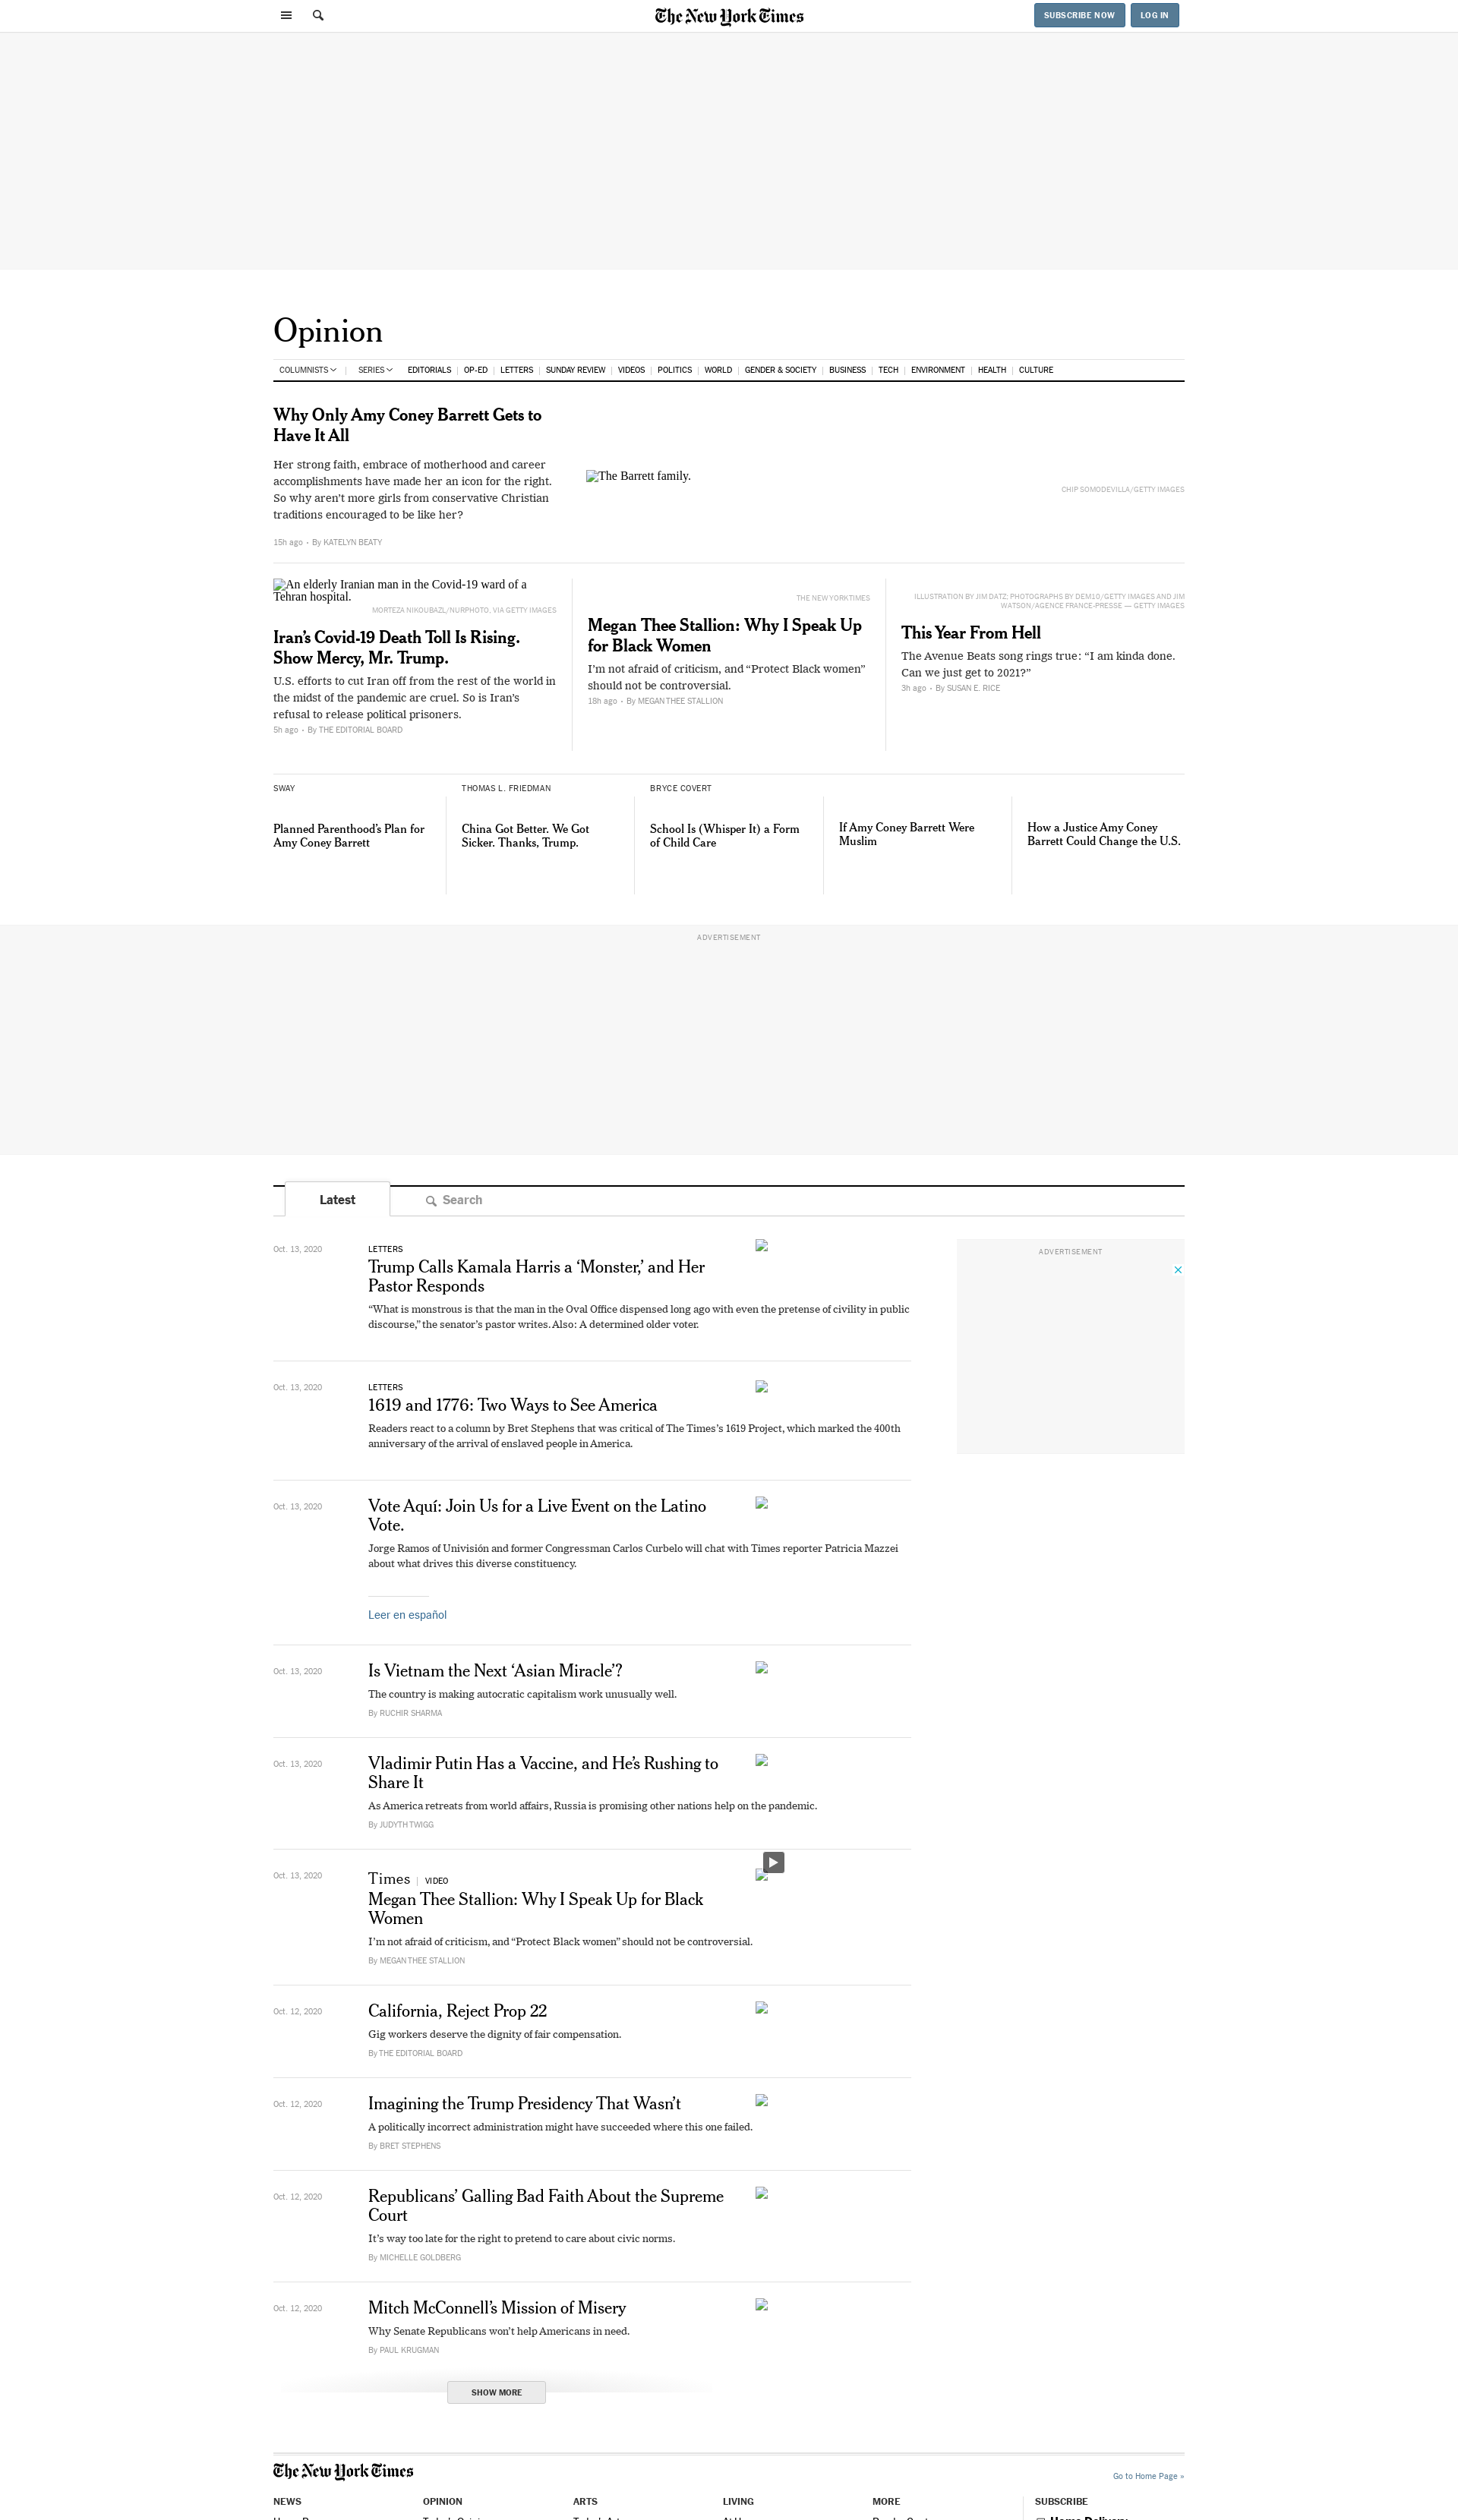 The New York Times
SUBSCRIBE NOW
LOG IN
Opinion
COLUMNISTS
SERIES
EDITORIALS
OP-ED
LETTERS
SUNDAY REVIEW
VIDEOS
POLITICS
WORLD
GENDER & SOCIETY
BUSINESS
TECH
ENVIRONMENT
HEALTH
CULTURE
Why Only Amy Coney Barrett Gets to
Have It All
Her strong faith, embrace of motherhood and career
accomplishments have made her an icon for the right.
So why aren't more girls from conservative Christian
traditions encouraged to be like her?
15h ago • By KATELYN BEATY
The Barrett family.
CHIP SOMODEVILLA/GETTY IMAGES
An elderly Iranian man in the Covid-19 ward of a
Tehran hospital.
MORTEZA NIKOUBAZL/NURPHOTO, VIA GETTY IMAGES
Iran’s Covid-19 Death Toll Is Rising.
Show Mercy, Mr. Trump.
U.S. efforts to cut Iran off from the rest of the world in
the midst of the pandemic are cruel. So is Iran’s
refusal to release political prisoners.
5h ago • By THE EDITORIAL BOARD
THE NEW YORK TIMES
Megan Thee Stallion: Why I Speak Up
for Black Women
I’m not afraid of criticism, and “Protect Black women”
should not be controversial.
18h ago • By MEGAN THEE STALLION
ILLUSTRATION BY JIM DATZ; PHOTOGRAPHS BY DEM10/GETTY IMAGES AND JIM
WATSON/AGENCE FRANCE-PRESSE — GETTY IMAGES
This Year From Hell
The Avenue Beats song rings true: “I am kinda done.
Can we just get to 2021?”
3h ago • By SUSAN E. RICE
SWAY
Planned Parenthood’s Plan for
Amy Coney Barrett
THOMAS L. FRIEDMAN
China Got Better. We Got
Sicker. Thanks, Trump.
BRYCE COVERT
School Is (Whisper It) a Form
of Child Care
If Amy Coney Barrett Were
Muslim
How a Justice Amy Coney
Barrett Could Change the U.S.
ADVERTISEMENT
Latest
Search
ADVERTISEMENT
Oct. 13, 2020
LETTERS
Trump Calls Kamala Harris a ‘Monster,’ and Her
Pastor Responds
“What is monstrous is that the man in the Oval Office dispensed long ago with even the pretense of civility in public
discourse,” the senator’s pastor writes. Also: A determined older voter.
Oct. 13, 2020
LETTERS
1619 and 1776: Two Ways to See America
Readers react to a column by Bret Stephens that was critical of The Times’s 1619 Project, which marked the 400th
anniversary of the arrival of enslaved people in America.
Oct. 13, 2020
Vote Aquí: Join Us for a Live Event on the Latino
Vote.
Jorge Ramos of Univisión and former Congressman Carlos Curbelo will chat with Times reporter Patricia Mazzei
about what drives this diverse constituency.
Leer en español
Oct. 13, 2020
Is Vietnam the Next ‘Asian Miracle’?
The country is making autocratic capitalism work unusually well.
By RUCHIR SHARMA
Oct. 13, 2020
Vladimir Putin Has a Vaccine, and He’s Rushing to
Share It
As America retreats from world affairs, Russia is promising other nations help on the pandemic.
By JUDYTH TWIGG
Oct. 13, 2020
Times | VIDEO
Megan Thee Stallion: Why I Speak Up for Black
Women
I’m not afraid of criticism, and “Protect Black women” should not be controversial.
By MEGAN THEE STALLION
Oct. 12, 2020
California, Reject Prop 22
Gig workers deserve the dignity of fair compensation.
By THE EDITORIAL BOARD
Oct. 12, 2020
Imagining the Trump Presidency That Wasn’t
A politically incorrect administration might have succeeded where this one failed.
By BRET STEPHENS
Oct. 12, 2020
Republicans’ Galling Bad Faith About the Supreme
Court
It’s way too late for the right to pretend to care about civic norms.
By MICHELLE GOLDBERG
Oct. 12, 2020
Mitch McConnell’s Mission of Misery
Why Senate Republicans won’t help Americans in need.
By PAUL KRUGMAN
SHOW MORE
The New York Times
Go to Home Page »
NEWS
OPINION
ARTS
LIVING
MORE
SUBSCRIBE